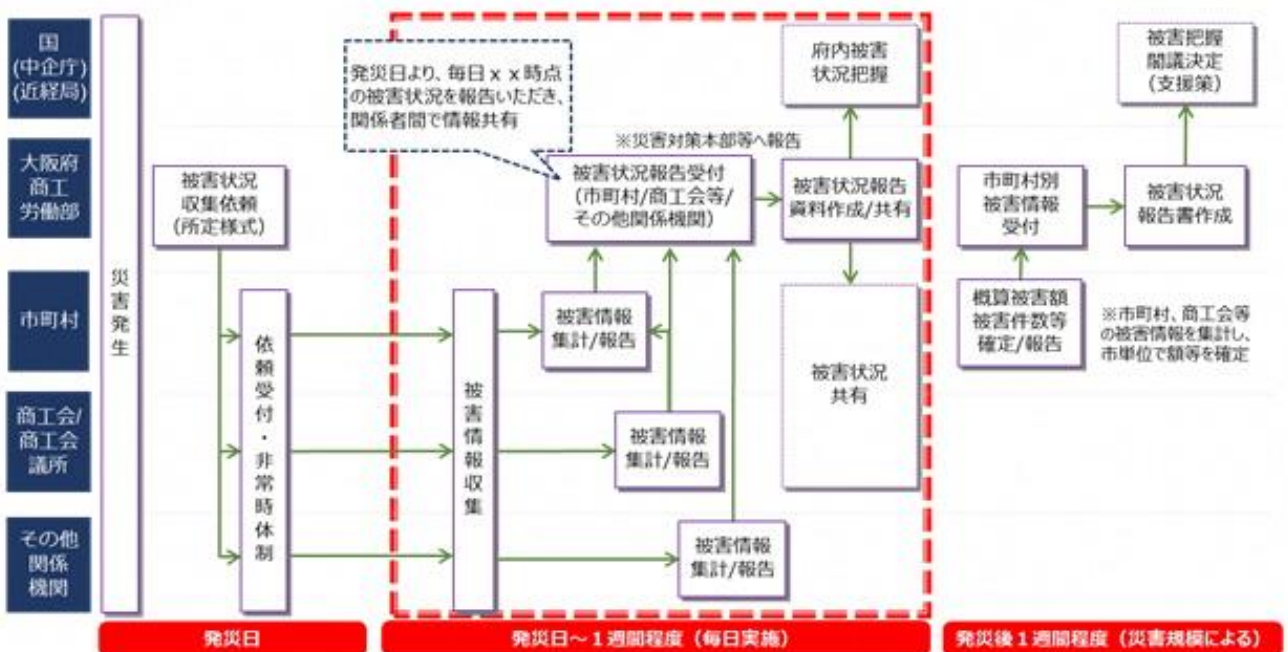 国
(中企庁)
(近経局)
大阪府
商工
労働部
市町村
商工会/
商工会
議所
その他
関係
機関
災害発生
被害状況
収集依頼
(所定様式)
依頼受付・非常時体制
発災日より、毎日xx時点
の被害状況を報告いただき、
関係者間で情報共有
被害情報収集
被害情報
集計/報告
被害情報
集計/報告
被害情報
集計/報告
※災害対策本部等へ報告
被害状況報告受付
(市町村/商工会等/
その他関係機関)
被害状況報告
資料作成/共有
府内被害
状況把握
被害状況
共有
市町村別
被害情報
受付
概算被害額
被害件数等
確定/報告
※市町村、商工会等
の被害情報を集計し、
市単位で額等を確定
被害状況
報告書作成
被害把握
閣議決定
(支援策)
発災日
発災日~1週間程度(毎日実施)
発災後1週間程度(災害規模による)